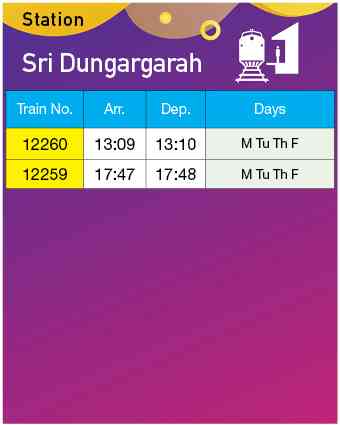 Station
Sri Dungargarah
Train No. Arr. Dep. Days
12260 13:09 13:10 M Tu Th F
12259 17:47 17:48 M Tu Th F